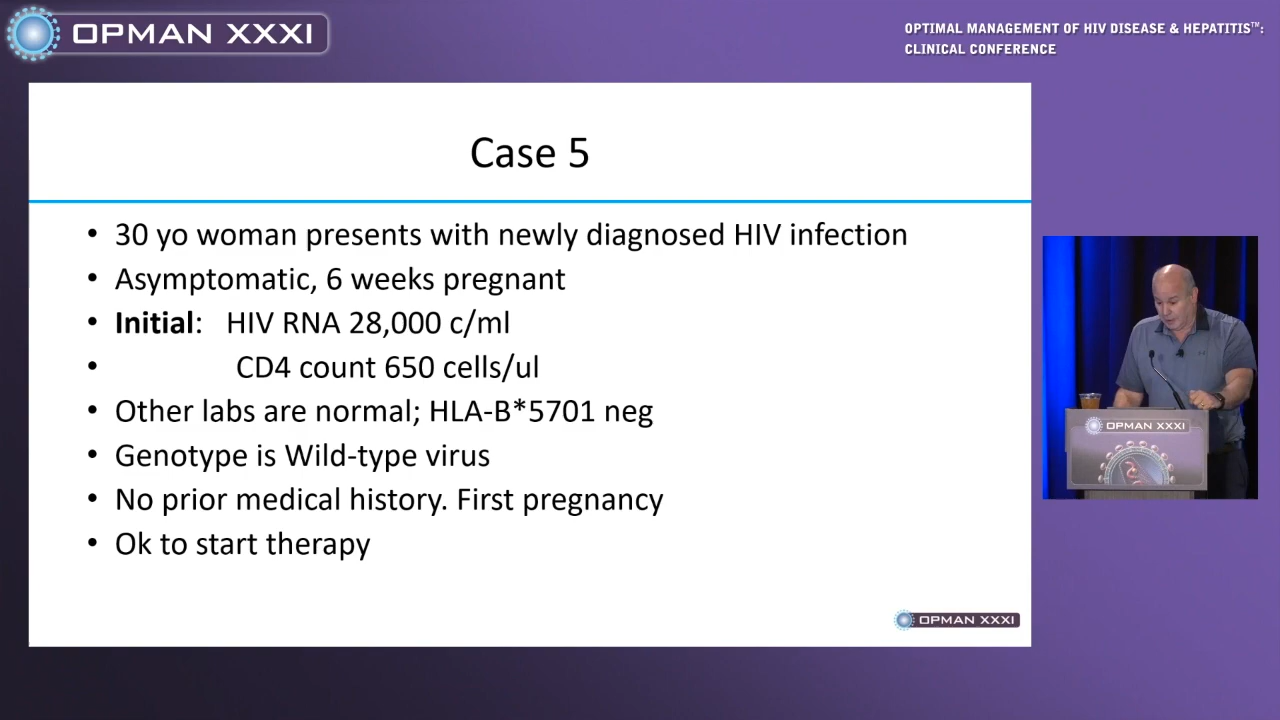 OPMAN XXXI
OPTIMAL MANAGEMENT OF HIV DISEASE & HEPATITIS™:
CLINICAL CONFERENCE
Case 5
• 30 yo woman presents with newly diagnosed HIV infection
• Asymptomatic, 6 weeks pregnant
• Initial: HIV RNA 28,000 c/ml
• CD4 count 650 cells/ul
• Other labs are normal; HLA-B*5701 neg
• Genotype is Wild-type virus
• No prior medical history. First pregnancy
• Ok to start therapy
OPMAN XXXI
OPMAN XXXI